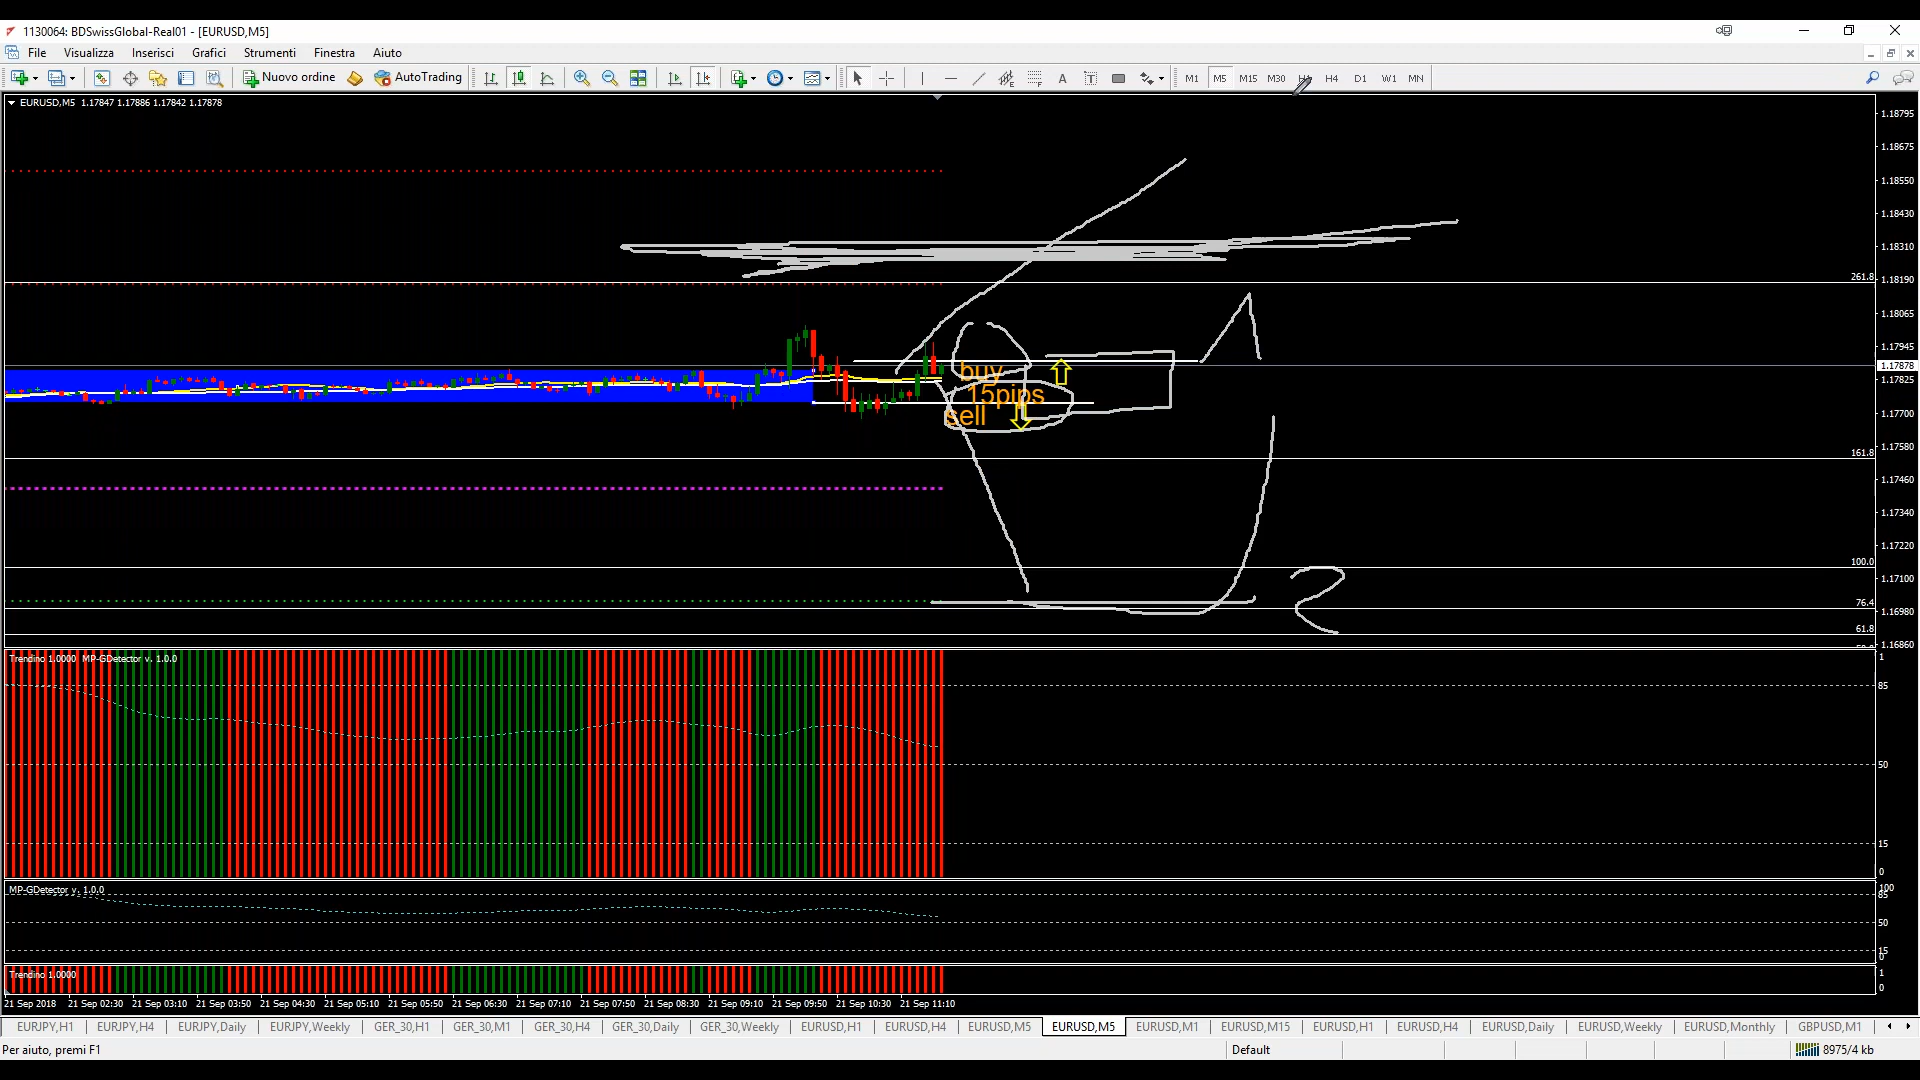 1130064: BDSwissGlobal-Real01 - [EURUSD,M5]
File Visualizza Inserisci Grafici Strumenti Finestra Aiuto
Nuovo ordine AutoTrading A T M1 M5 M15 M30 H1 H4 D1 W1 MN
EURUSD,M5 1.17847 1.17886 1.17842 1.17878
1.18795
1.18675
1.18550
1.18430
1.18310
261.8
1.18190
1.18065
1.17945
1.17878
buy
1.17825
15pips
sell
1.17700
161.8
1.17580
1.17460
1.17340
1.17220
100.0
1.17100
76.4
1.16980
61.8
1.16860
2
Trendino 1.0000 MP-GDetector v. 1.0.0
1
85
50
15
0
MP-GDetector v. 1.0.0
100
85
50
15
0
Trendino 1.0000
1
0
21 Sep 2018 21 Sep 02:30 21 Sep 03:10 21 Sep 03:50 21 Sep 04:30 21 Sep 05:10 21 Sep 05:50 21 Sep 06:30 21 Sep 07:10 21 Sep 07:50 21 Sep 08:30 21 Sep 09:10 21 Sep 09:50 21 Sep 10:30 21 Sep 11:10
EURJPY,H1 EURJPY,H4 EURJPY,Daily EURJPY,Weekly GER_30,H1 GER_30,M1 GER_30,H4 GER_30,Daily GER_30,Weekly EURUSD,H1 EURUSD,H4 EURUSD,M5 EURUSD,M5 EURUSD,M1 EURUSD,M15 EURUSD,H1 EURUSD,H4 EURUSD,Daily EURUSD,Weekly EURUSD,Monthly GBPUSD,M1
Per aiuto, premi F1 Default 8975/4 kb